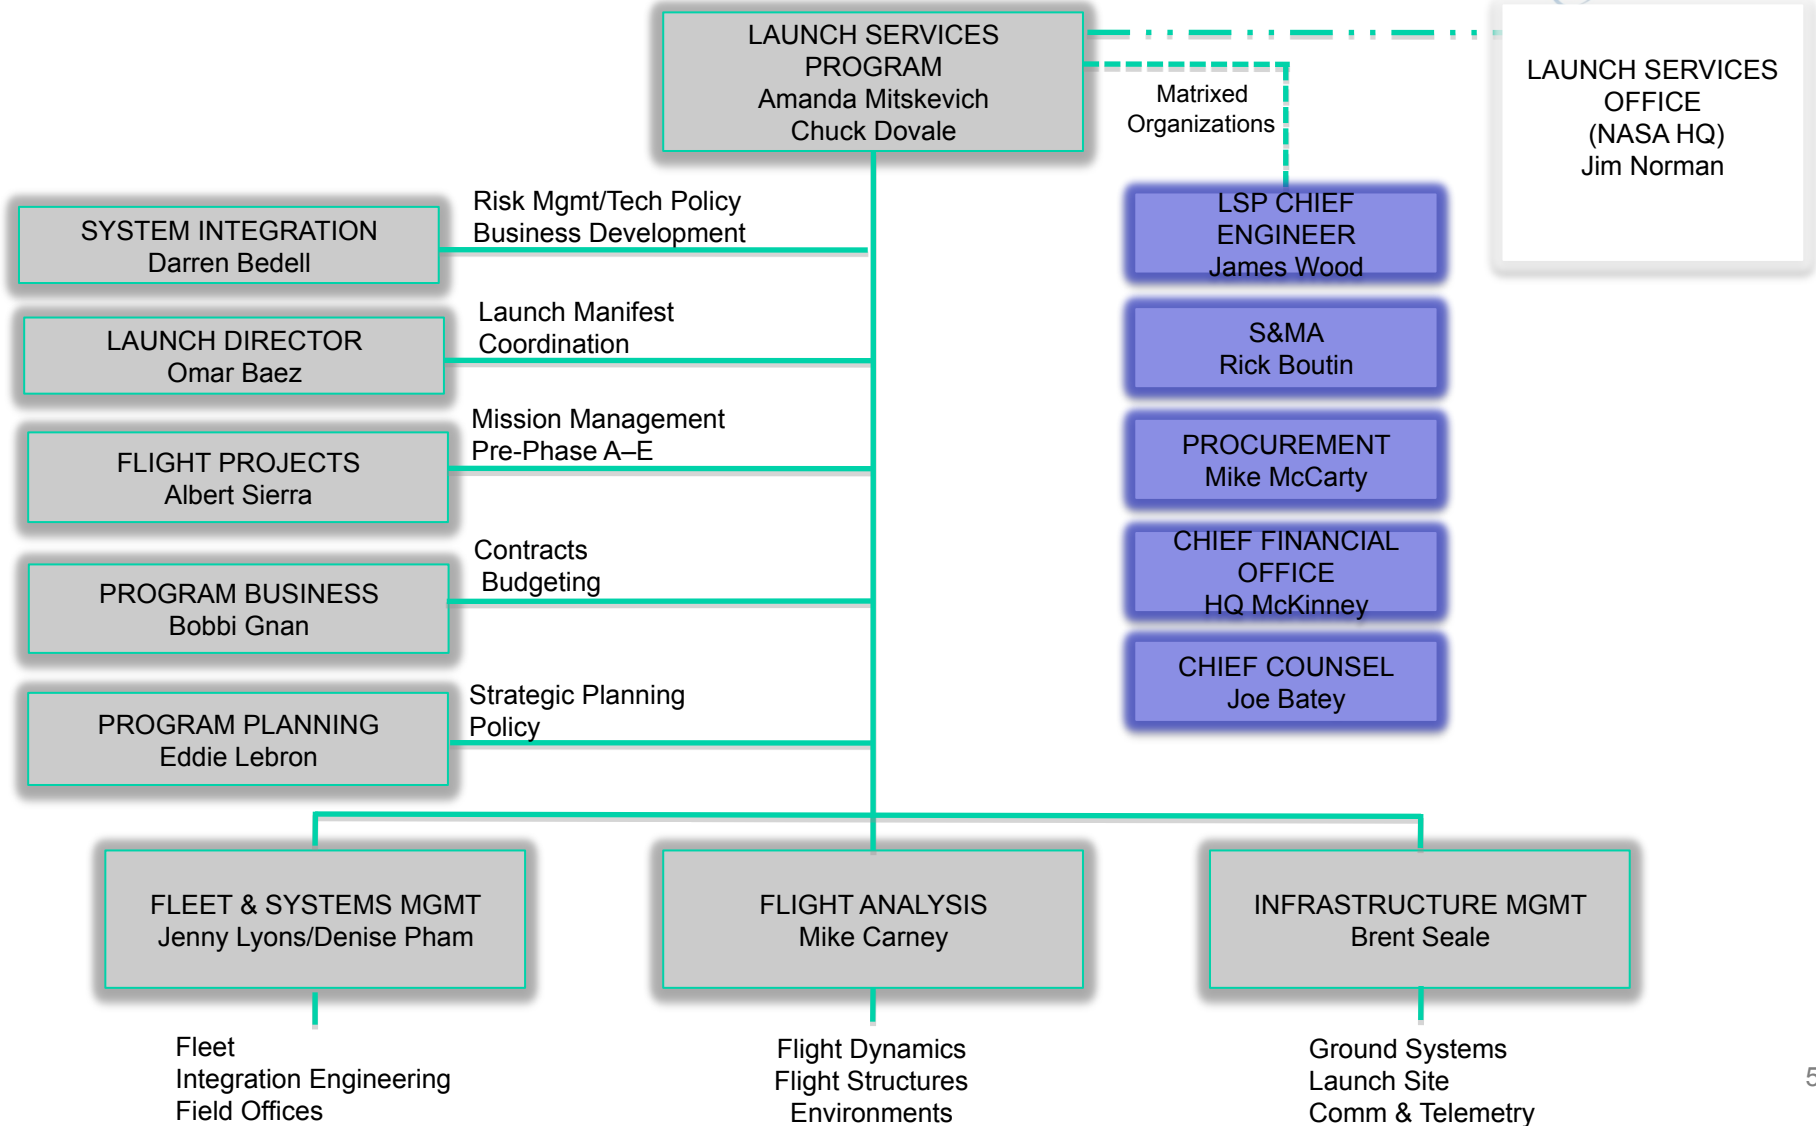 LAUNCH SERVICES
PROGRAM
Amanda Mitskevich
Chuck Dovale
LAUNCH SERVICES
OFFICE
(NASA HQ)
Jim Norman
Matrixed
Organizations
SYSTEM INTEGRATION
Darren Bedell
Risk Mgmt/Tech Policy
Business Development
LAUNCH DIRECTOR
Omar Baez
Launch Manifest
Coordination
FLIGHT PROJECTS
Albert Sierra
Mission Management
Pre-Phase A–E
PROGRAM BUSINESS
Bobbi Gnan
Contracts
Budgeting
PROGRAM PLANNING
Eddie Lebron
Strategic Planning
Policy
LSP CHIEF
ENGINEER
James Wood
S&MA
Rick Boutin
PROCUREMENT
Mike McCarty
CHIEF FINANCIAL
OFFICE
HQ McKinney
CHIEF COUNSEL
Joe Batey
FLEET & SYSTEMS MGMT
Jenny Lyons/Denise Pham
FLIGHT ANALYSIS
Mike Carney
INFRASTRUCTURE MGMT
Brent Seale
Fleet
Integration Engineering
Field Offices
Flight Dynamics
Flight Structures
Environments
Ground Systems
Launch Site
Comm & Telemetry
5